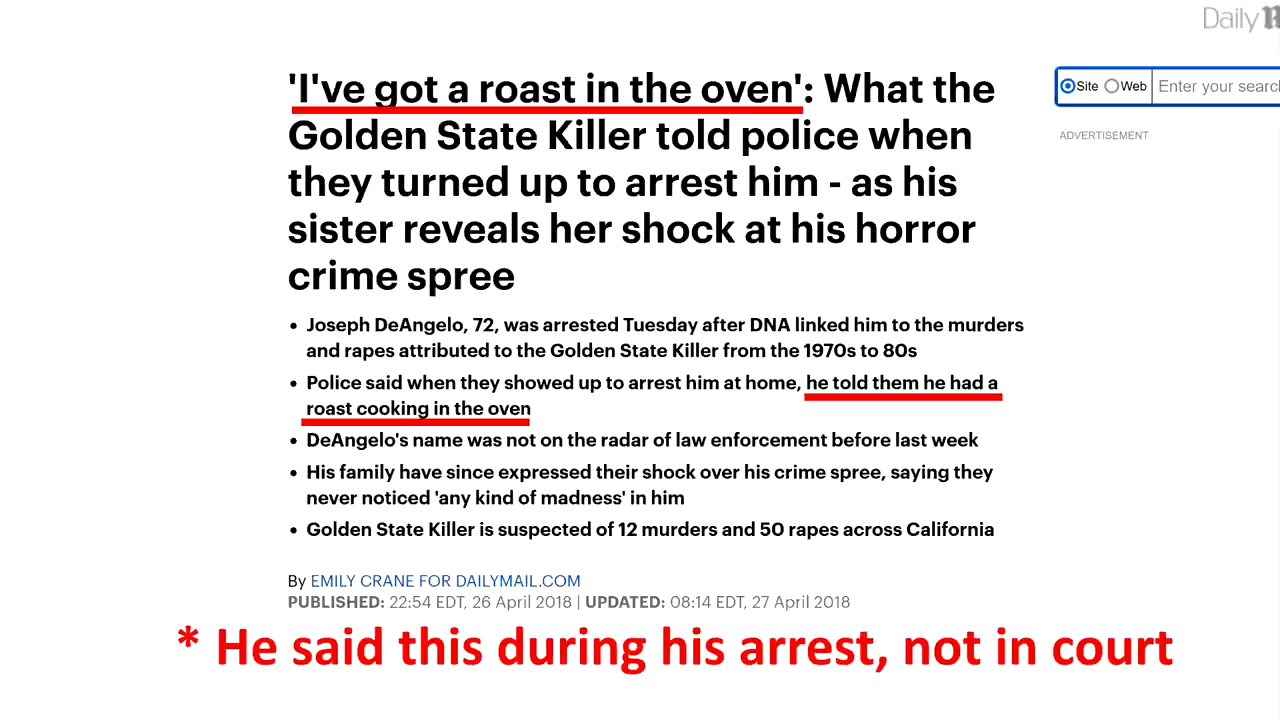 Daily M
'I've got a roast in the oven': What the
Golden State Killer told police when
they turned up to arrest him - as his
sister reveals her shock at his horror
crime spree
Site Web Enter your searc
ADVERTISEMENT
• Joseph DeAngelo, 72, was arrested Tuesday after DNA linked him to the murders
and rapes attributed to the Golden State Killer from the 1970s to 80s
• Police said when they showed up to arrest him at home, he told them he had a
roast cooking in the oven
• DeAngelo's name was not on the radar of law enforcement before last week
• His family have since expressed their shock over his crime spree, saying they
never noticed 'any kind of madness' in him
• Golden State Killer is suspected of 12 murders and 50 rapes across California
By EMILY CRANE FOR DAILYMAIL.COM
PUBLISHED: 22:54 EDT, 26 April 2018 | UPDATED: 08:14 EDT, 27 April 2018
* He said this during his arrest, not in court